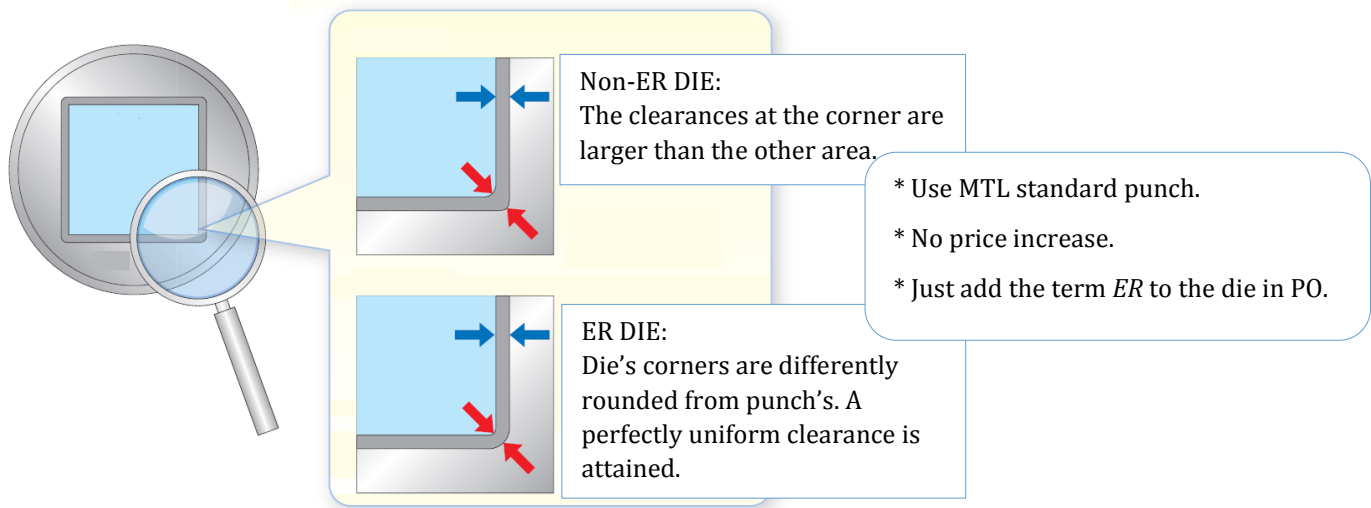 Non-ER DIE:
The clearances at the corner are
larger than the other area.
* Use MTL standard punch.
* No price increase.
* Just add the term ER to the die in PO.
ER DIE:
Die's corners are differently
rounded from punch's. A
perfectly uniform clearance is
attained.